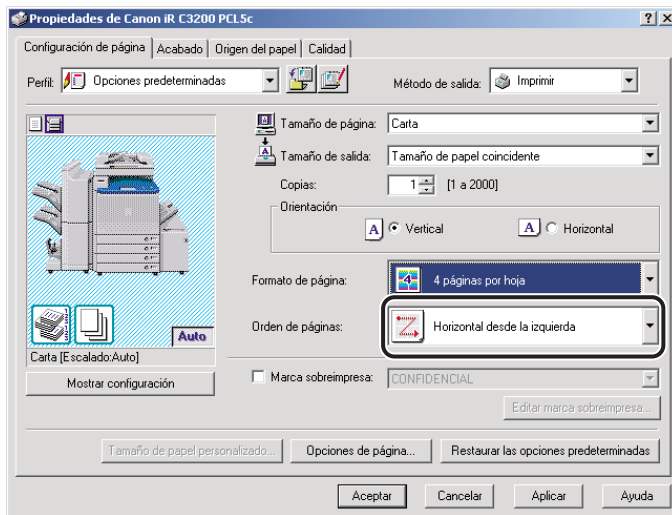 Propiedades de Canon iR C3200 PCL5c
Configuración de página Acabado Origen del papel Calidad
Perfil: Opciones predeterminadas Método de salida: Imprimir
Tamaño de página: Carta
Tamaño de salida: Tamaño de papel coincidente
Copias: 1 [1 a 2000]
Orientación
A Vertical A Horizontal
Formato de página: 4 4 páginas por hoja
Orden de páginas: Horizontal desde la izquierda
Auto
Carta [Escalado:Auto]
Mostrar configuración
Marca sobreimpresa: CONFIDENCIAL
Editar marca sobreimpresa...
Tamaño de papel personalizado... Opciones de página... Restaurar las opciones predeterminadas
Aceptar Cancelar Aplicar Ayuda